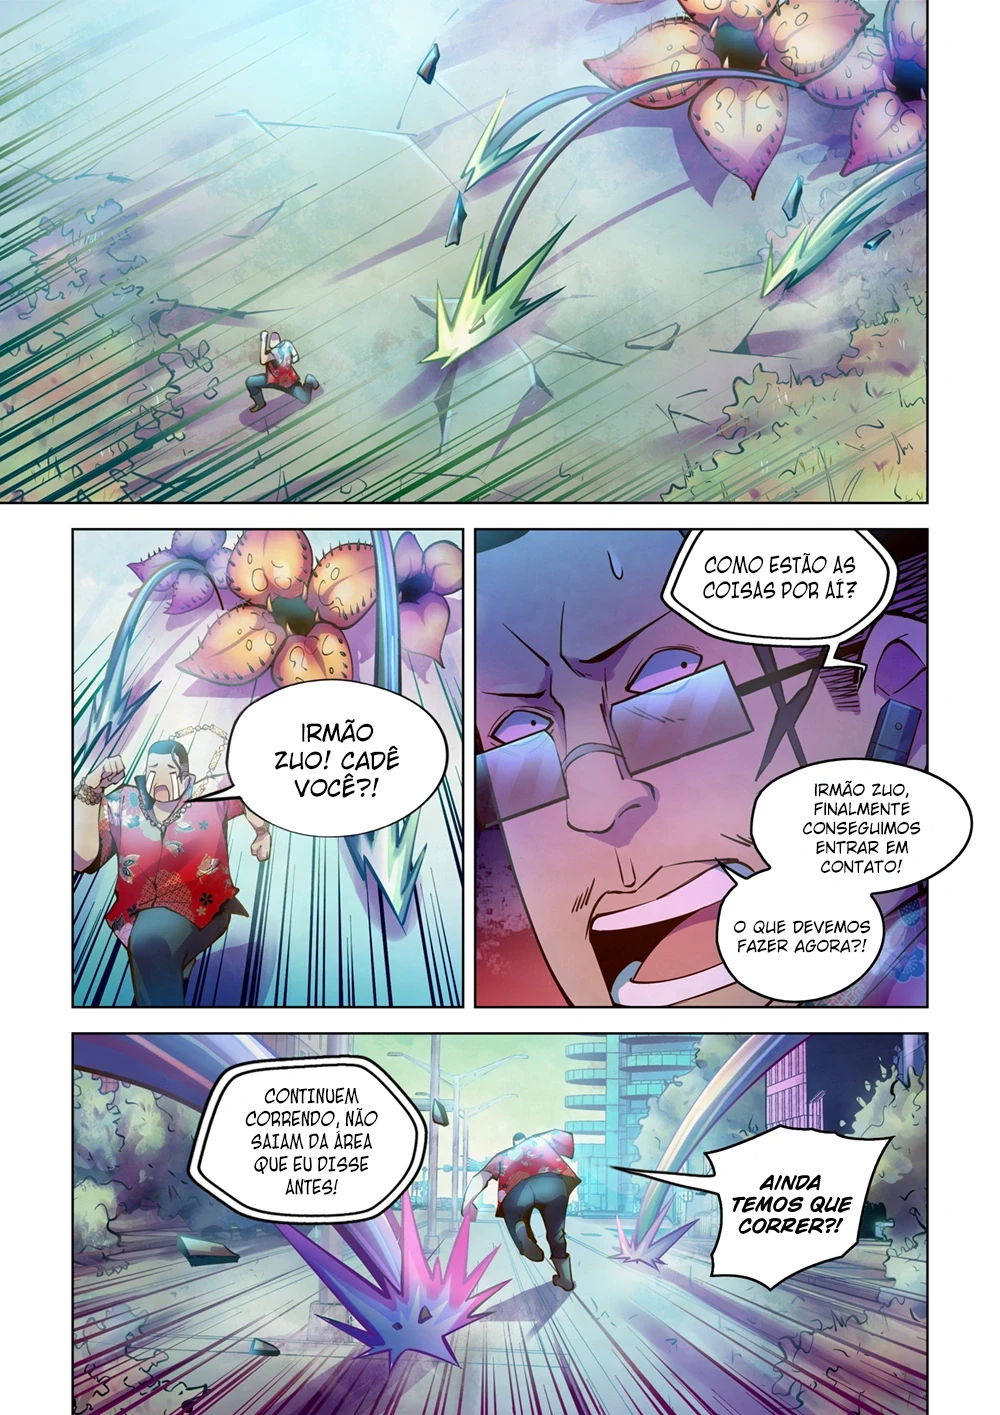 IRMÃO
ZUO! CADÊ
VOCÊ?!
COMO ESTÃO AS
COISAS POR AÍ?
IRMÃO ZUO,
FINALMENTE
CONSEGUIMOS
ENTRAR EM
CONTATO!
O QUE DEVEMOS
FAZER AGORA?!
CONTINUEM
CORRENDO, NÃO
SAIAM DA ÁREA
QUE EU DISSE
ANTES!
AINDA
TEMOS QUE
CORRER?!